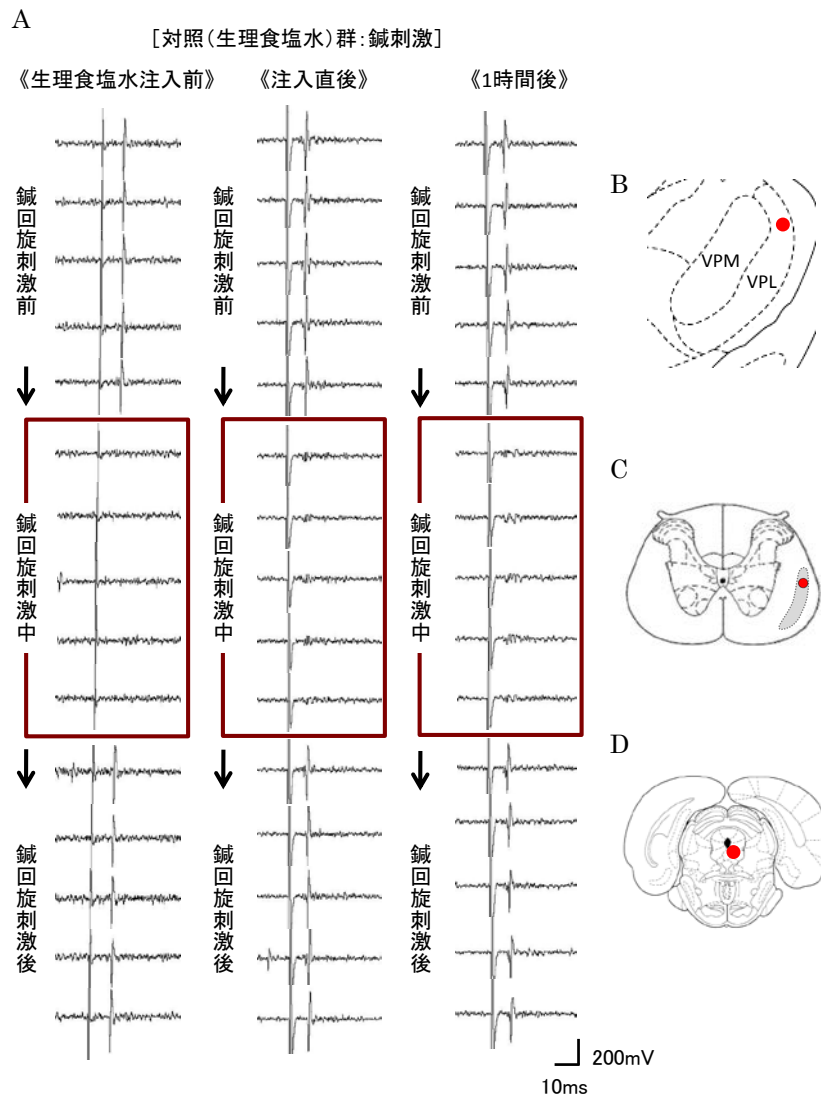 A
[対照(生理食塩水)群:鍼刺激]
《生理食塩水注入前》
《注入直後》
《1時間後》
鍼回旋刺激前
鍼回旋刺激前
鍼回旋刺激前
鍼回旋刺激中
鍼回旋刺激中
鍼回旋刺激中
鍼回旋刺激後
鍼回旋刺激後
鍼回旋刺激後
200mV
10ms
B
VPM
VPL
C
D